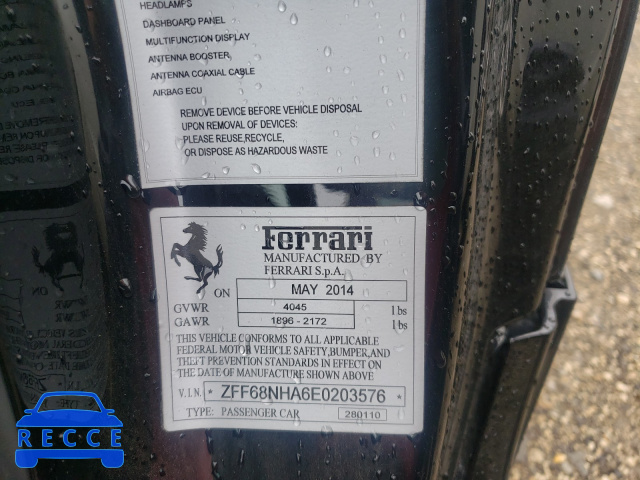 HEADLAMPS
DASHBOARD PANEL
MULTIFUNCTION DISPLAY
ANTENNA BOOSTER
ANTENNA COAXIAL CABLE
AIRBAG ECU
REMOVE DEVICE BEFORE VEHICLE DISPOSAL
UPON REMOVAL OF DEVICES:
PLEASE REUSE,RECYCLE,
OR DISPOSE AS HAZARDOUS WASTE
Ferrari
MANUFACTURED BY
FERRARI S.p.A.
ON MAY 2014
GVWR 4045 lbs
GAWR 1896 - 2172 lbs
THIS VEHICLE CONFORMS TO ALL APPLICABLE
FEDERAL MOTOR VEHICLE SAFETY,BUMPER,AND
THEFT PREVENTION STANDARDS IN EFFECT ON
THE DATE OF MANUFACTURE SHOWN ABOVE
V.I.N. * ZFF68NHA6E0203576 *
TYPE: PASSENGER CAR 280110
RECCE